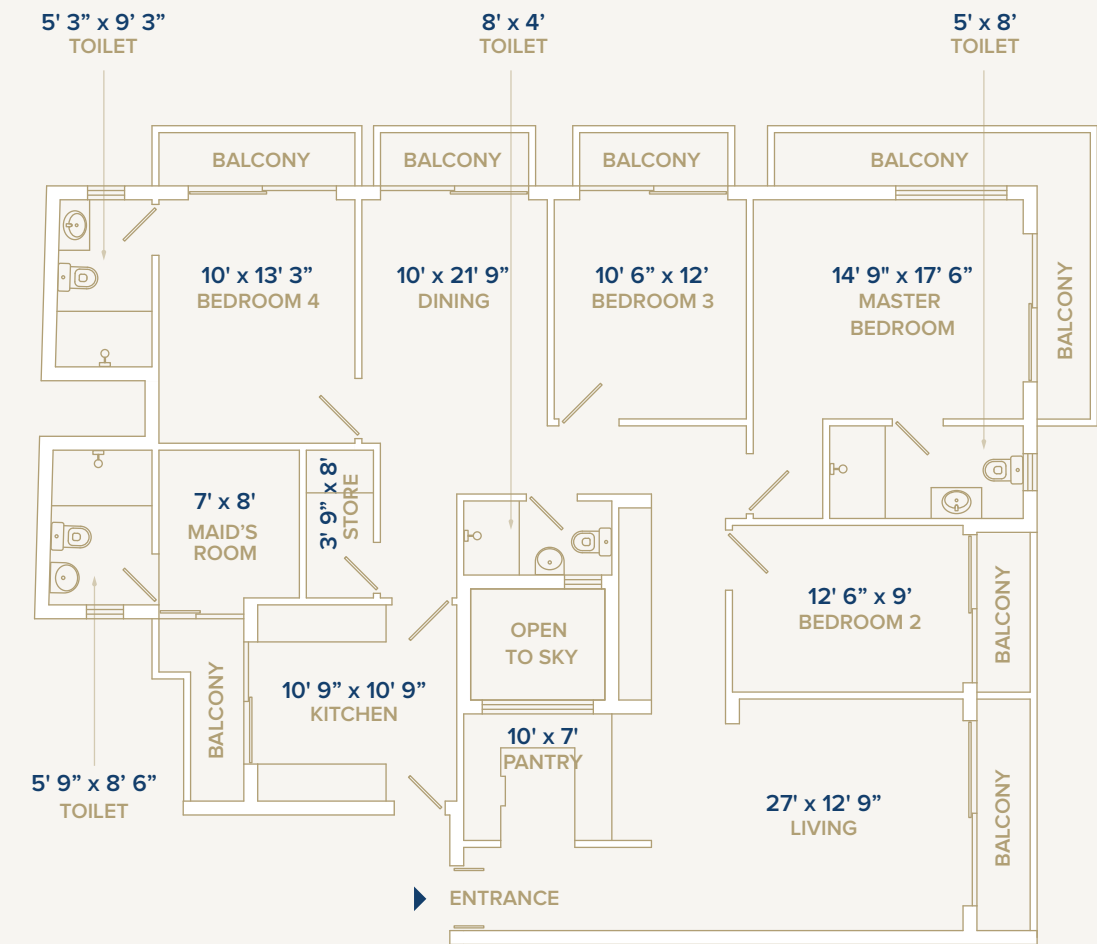 5' 3” x 9’ 3”
TOILET
8' x 4’
TOILET
5' x 8’
TOILET
BALCONY
BALCONY
BALCONY
BALCONY
10' x 13' 3”
BEDROOM 4
10' x 21' 9”
DINING
10' 6” x 12’
BEDROOM 3
14' 9" x 17' 6”
MASTER
BEDROOM
BALCONY
7' x 8'
MAID’S
ROOM
3' 9” x 8’
STORE
12' 6” x 9’
BEDROOM 2
BALCONY
OPEN
TO SKY
BALCONY
10' 9” x 10' 9”
KITCHEN
10' x 7'
PANTRY
5' 9” x 8’ 6”
TOILET
27' x 12' 9”
LIVING
BALCONY
ENTRANCE